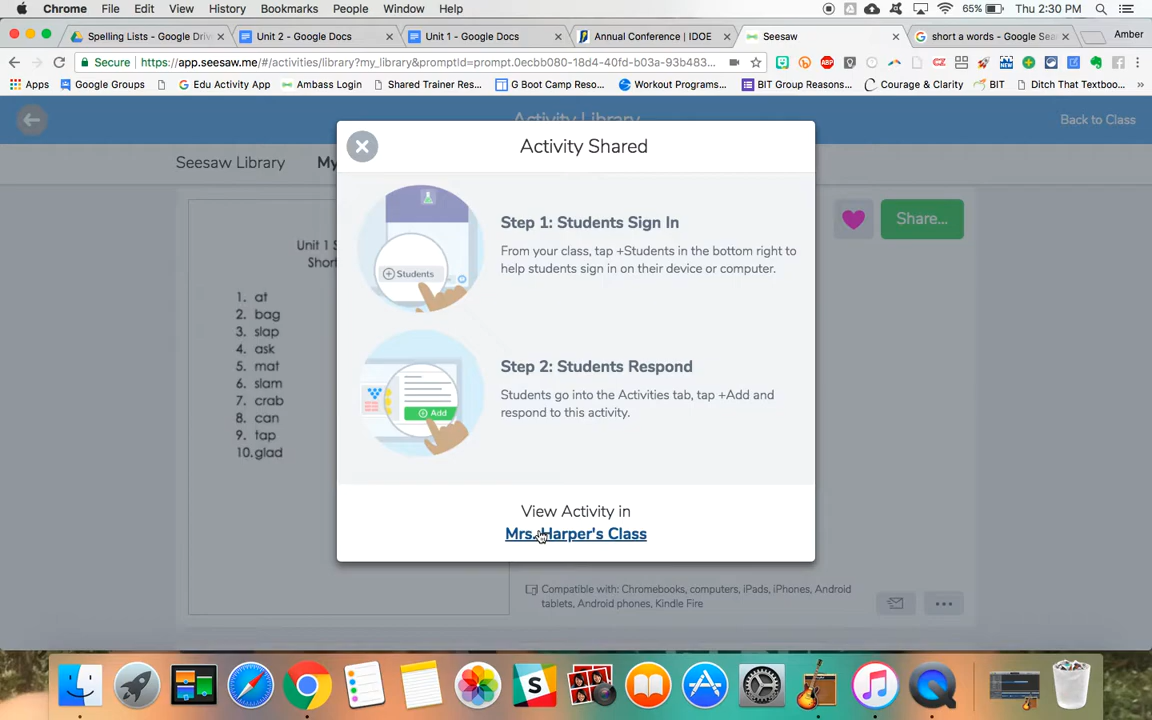 Chrome File Edit View History Bookmarks People Window Help 65% Thu 2:30 PM
Spelling Lists - Google Driv Unit 2 - Google Docs Unit 1 - Google Docs Annual Conference | IDOE Seesaw short a words - Google Sea Amber
Secure https://app.seesaw.me/#/activities/library?my_library&promptId=prompt.0ecbb080-18d4-40fd-b03a-93b4483...
Apps Google Groups Edu Activity App Ambass Login Shared Trainer Res... G Boot Camp Reso... Workout Programs... BIT Group Reasons... Courage & Clarity BIT Ditch That Textboo...
Activity Library
Back to Class
Seesaw Library My
Activity Shared
Share...
Unit 1 S
Short
1. at
2. bag
3. slap
4. ask
5. mat
6. slam
7. crab
8. can
9. tap
10. glad
Students
Step 1: Students Sign In
From your class, tap +Students in the bottom right to
help students sign in on their device or computer.
Add
Step 2: Students Respond
Students go into the Activities tab, tap +Add and
respond to this activity.
View Activity in
Mrs. Harper's Class
Compatible with: Chromebooks, computers, iPads, iPhones, Android
tablets, Android phones, Kindle Fire